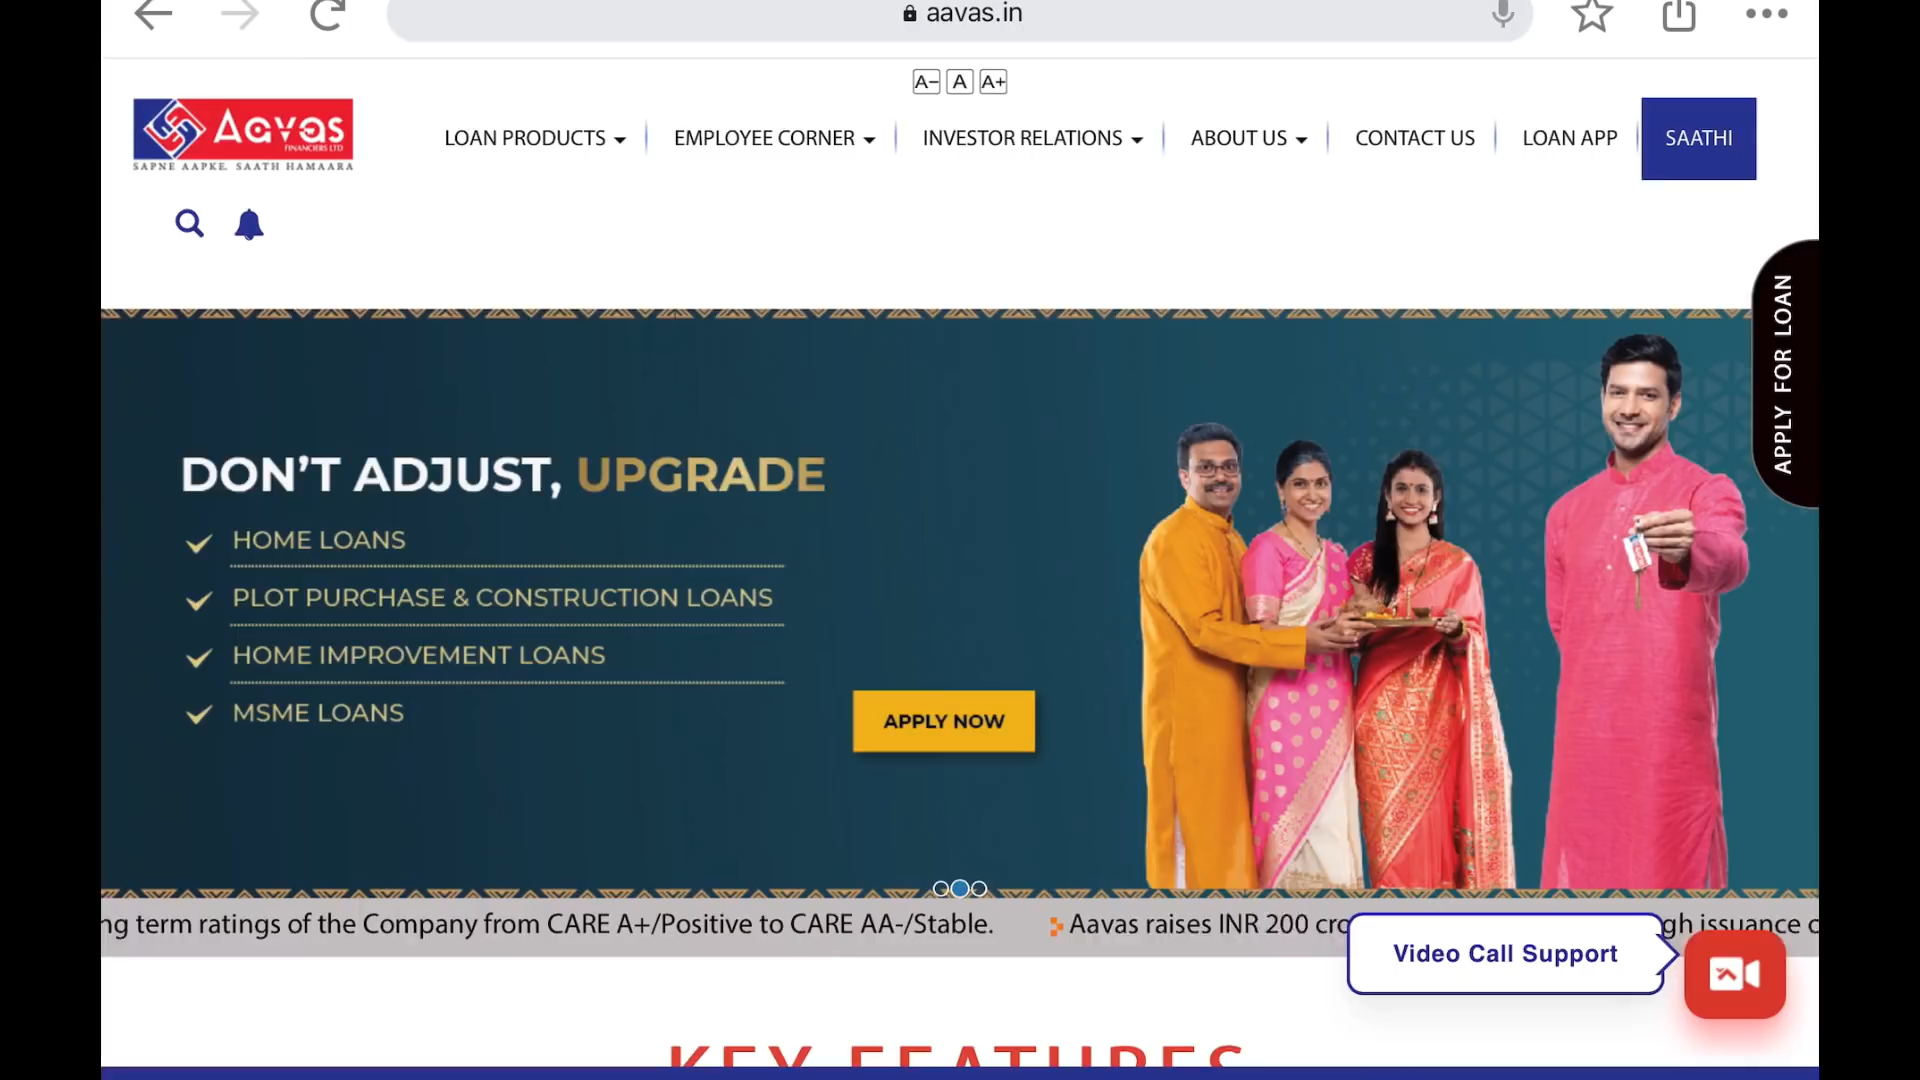 aavas.in
A- A A+
Aavas
FINANCIERS LTD
SAPNE AAPKE, SAATH HAMAARA
LOAN PRODUCTS
EMPLOYEE CORNER
INVESTOR RELATIONS
ABOUT US
CONTACT US
LOAN APP
SAATHI
APPLY FOR LOAN
DON'T ADJUST, UPGRADE
HOME LOANS
PLOT PURCHASE & CONSTRUCTION LOANS
HOME IMPROVEMENT LOANS
MSME LOANS
APPLY NOW
ng term ratings of the Company from CARE A+/Positive to CARE AA-/Stable. Aavas raises INR 200 cro gh issuance c
Video Call Support
KEY FEATURES